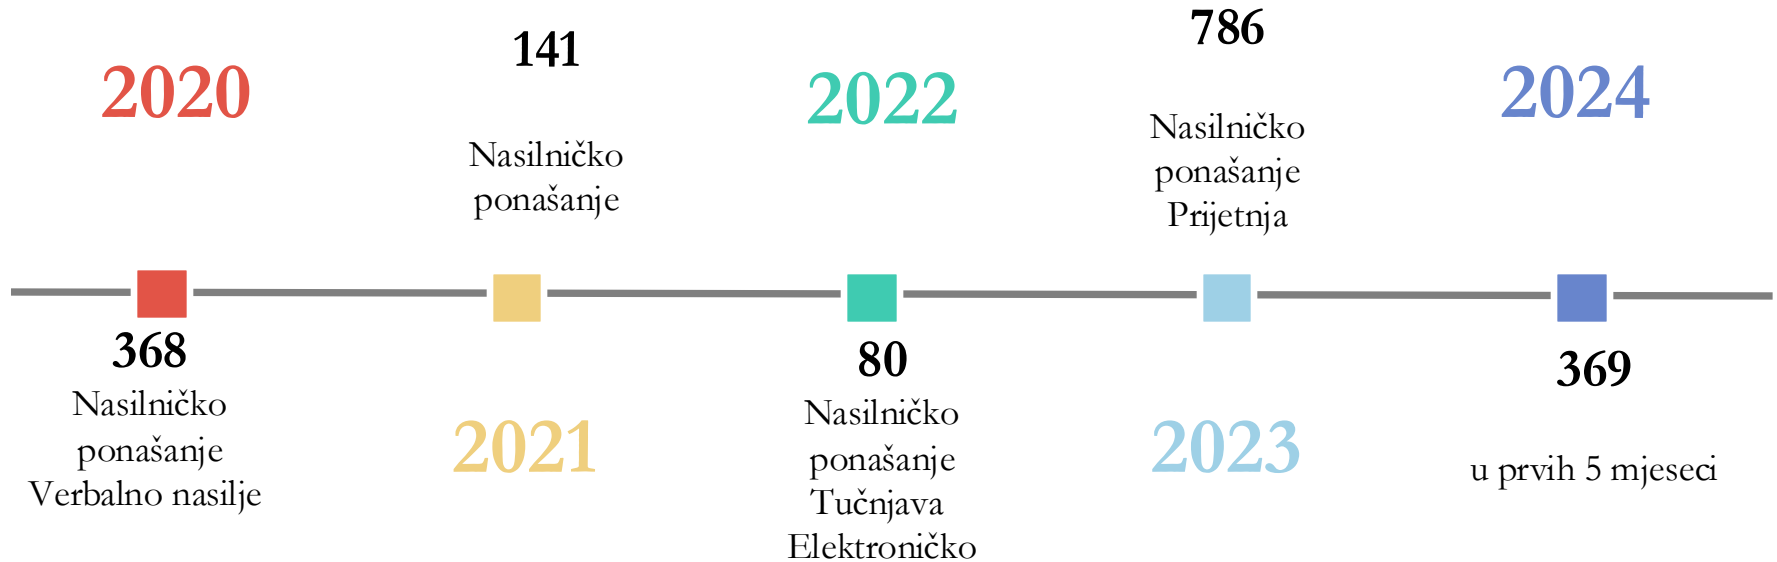 2020
368
Nasilničko
ponašanje
Verbalno nasilje
141
Nasilničko
ponašanje
2021
2022
80
Nasilničko
ponašanje
Tučnjava
Elektroničko
786
Nasilničko
ponašanje
Prijetnja
2023
2024
369
u prvih 5 mjeseci